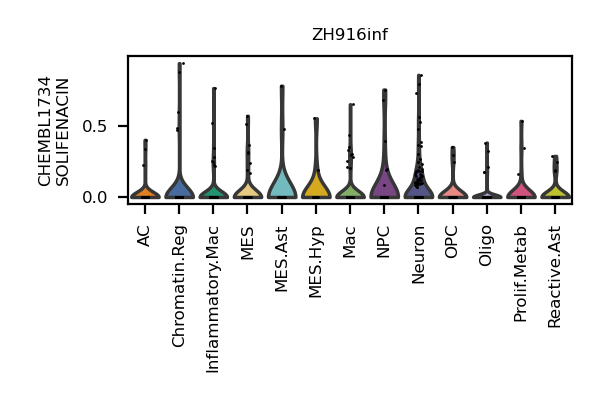 ZH916inf
CHEMBL1734
SOLIFENACIN
0.5
0.0
AC
Chromatin.Reg
Inflammatory.Mac
MES
MES.Ast
MES.Hyp
Mac
NPC
Neuron
OPC
Oligo
Prolif.Metab
Reactive.Ast